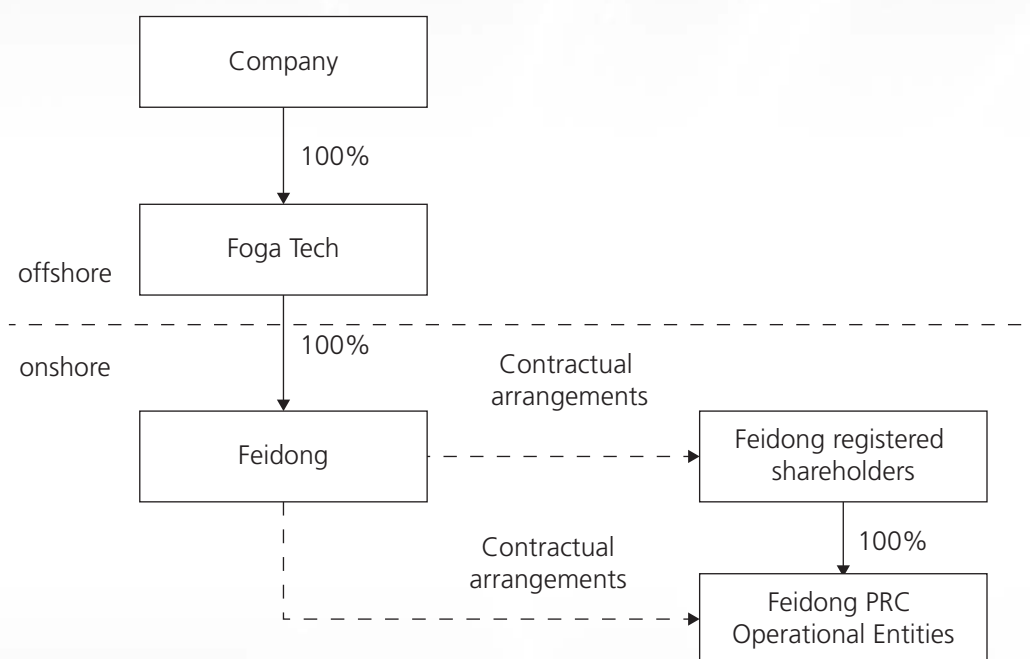 Company
100%
Foga Tech
offshore
100%
onshore
Contractual
arrangements
Feidong
Feidong registered
shareholders
100%
Contractual
arrangements
Feidong PRC
Operational Entities